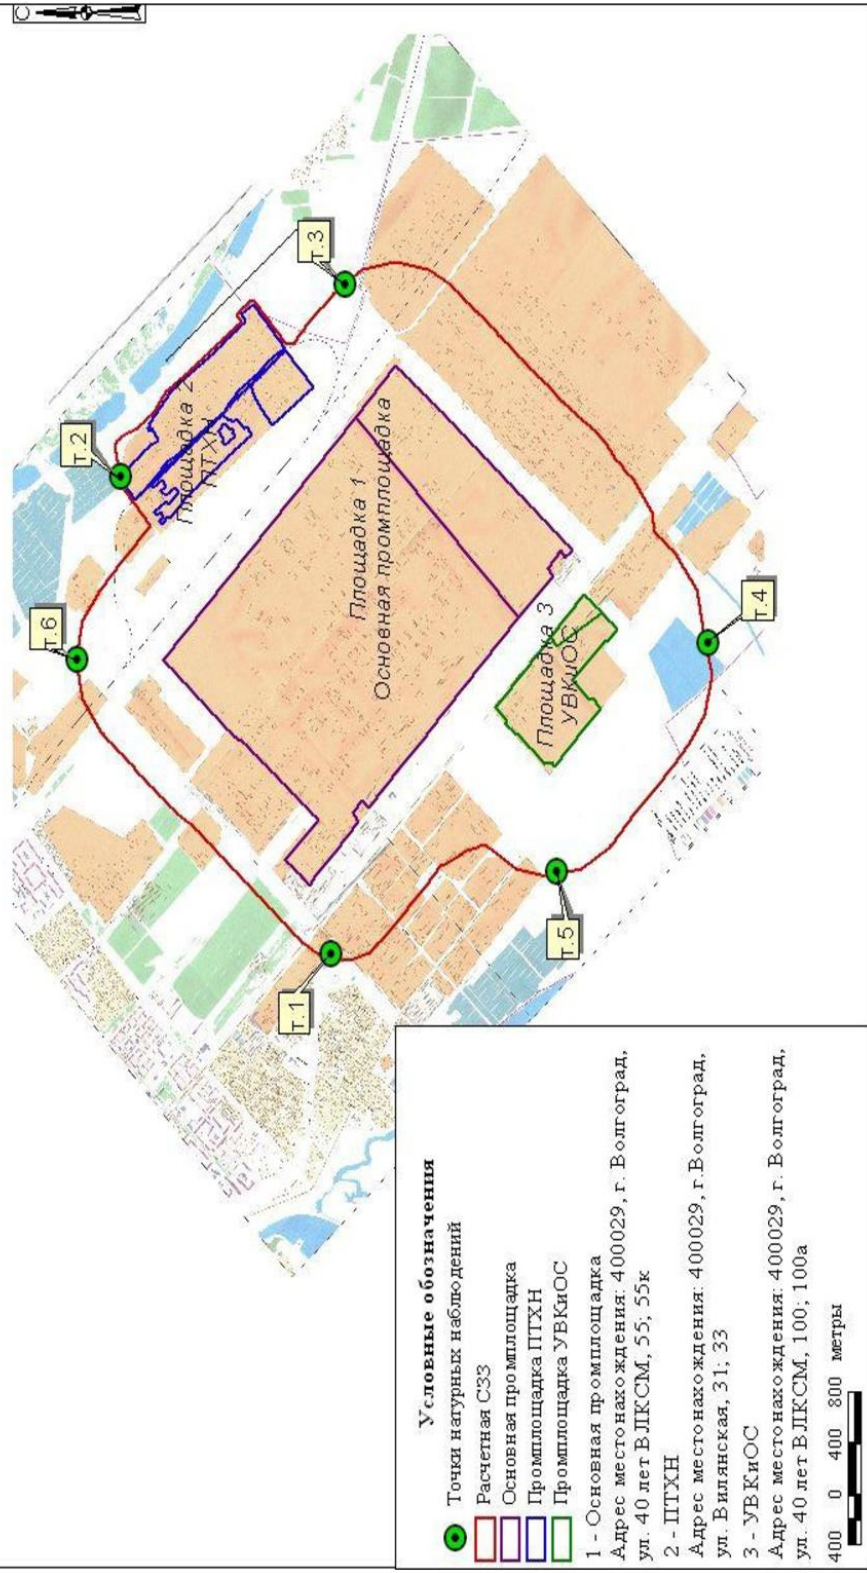 С
т.6
т.2
т.3
Площадка 2
ПТХН
Площадка 1
Основная промплощадка
Площадка 3
УВКиОС
т.1
т.5
т.4
Условные обозначения
Точки натурных наблюдений
Расчетная СЗЗ
Основная промплощадка
Промплощадка ПТХН
Промплощадка УВКиОС
1 - Основная промплощадка
Адрес местонахождения: 400029, г. Волгоград,
ул. 40 лет ВЛКСМ, 55; 55к
2 - ПТХН
Адрес местонахождения: 400029, г.Волгоград,
ул. Вилянская, 31; 33
3 - УВКиОС
Адрес местонахождения: 400029, г. Волгоград,
ул. 40 лет ВЛКСМ, 100; 100а
400 0 400 800 метры